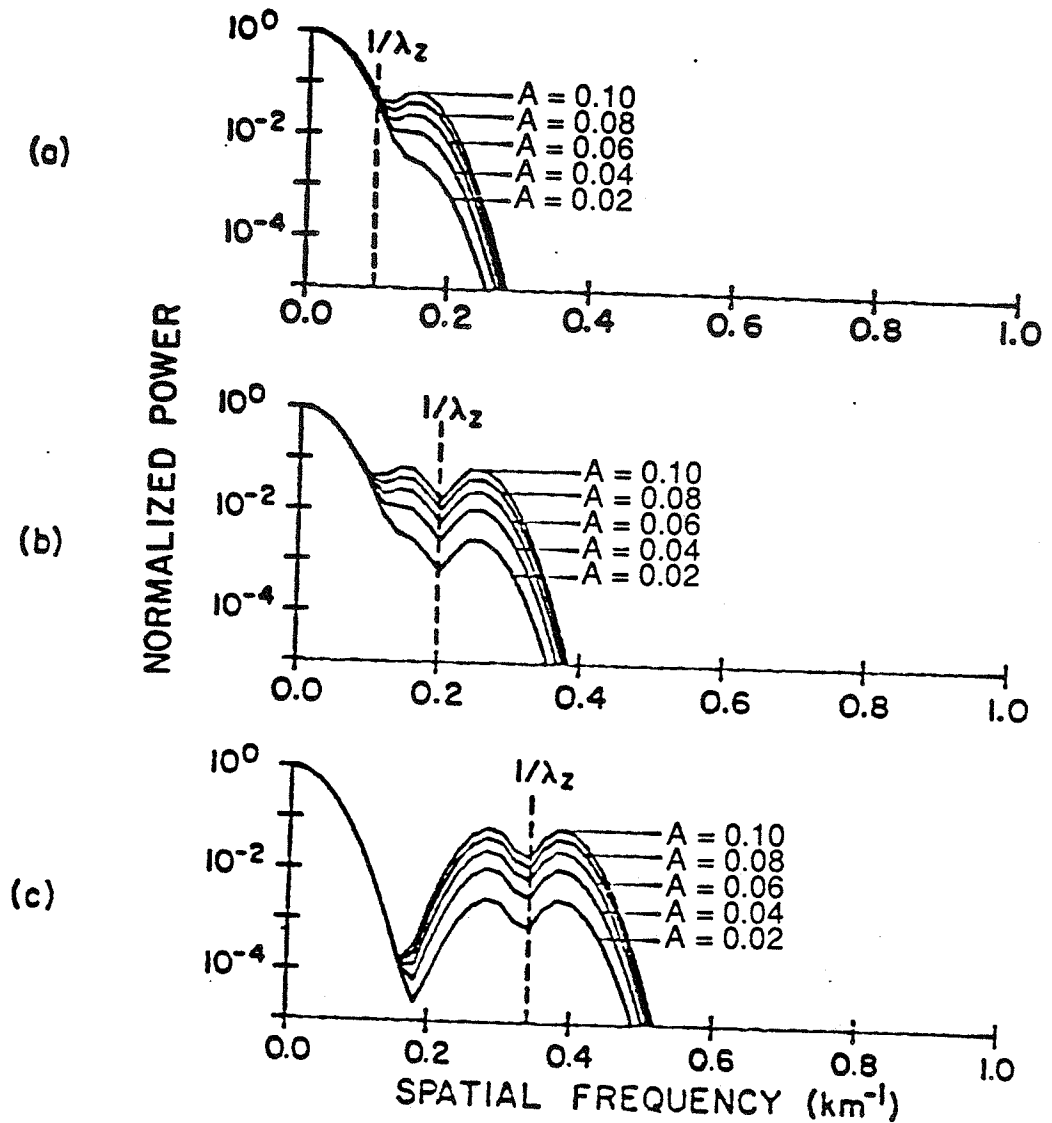 (a)
10⁰
10⁻²
10⁻⁴
1/λz
A = 0.10
A = 0.08
A = 0.06
A = 0.04
A = 0.02
0.0 0.2 0.4 0.6 0.8 1.0
NORMALIZED POWER
(b)
10⁰
10⁻²
10⁻⁴
1/λz
A = 0.10
A = 0.08
A = 0.06
A = 0.04
A = 0.02
0.0 0.2 0.4 0.6 0.8 1.0
(c)
10⁰
10⁻²
10⁻⁴
1/λz
A = 0.10
A = 0.08
A = 0.06
A = 0.04
A = 0.02
0.0 0.2 0.4 0.6 0.8 1.0
SPATIAL FREQUENCY (km⁻¹)